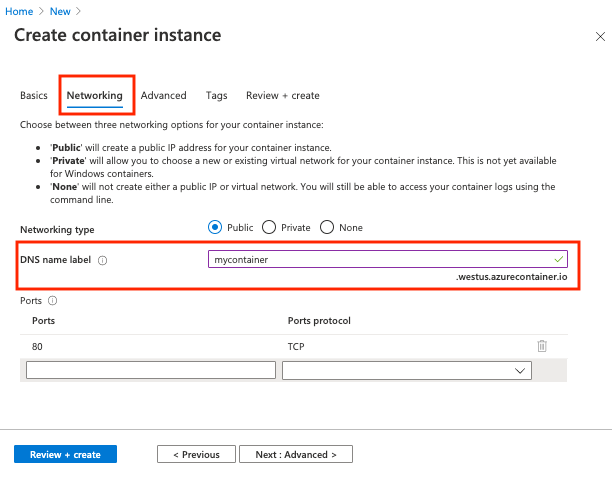 Home > New >
Create container instance
Basics Networking Advanced Tags Review + create
Choose between three networking options for your container instance:
• 'Public' will create a public IP address for your container instance.
• 'Private' will allow you to choose a new or existing virtual network for your container instance. This is not yet available
for Windows containers.
• 'None' will not create either a public IP or virtual network. You will still be able to access your container logs using the
command line.
Networking type Public Private None
DNS name label mycontainer
.westus.azurecontainer.io
Ports
Ports Ports protocol
80 TCP
Review + create < Previous Next : Advanced >